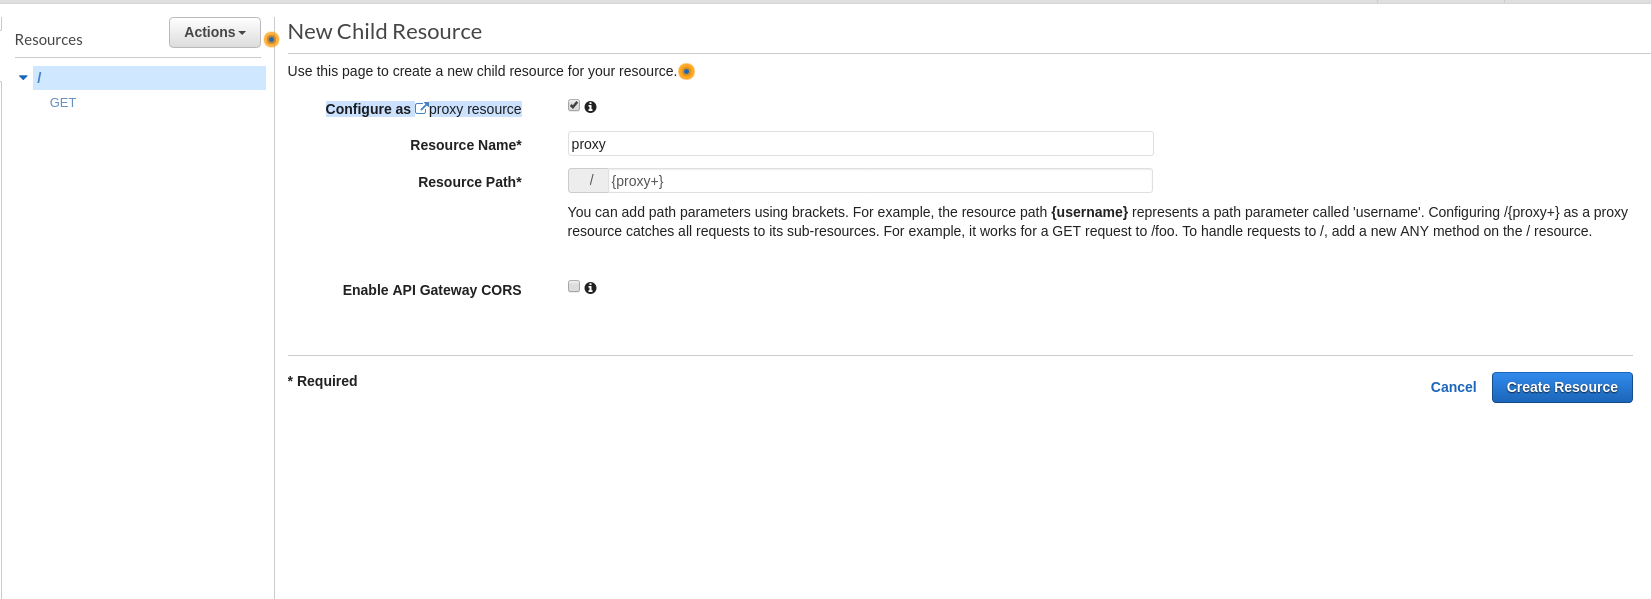 Resources
Actions
/
GET
New Child Resource
Use this page to create a new child resource for your resource.
Configure as proxy resource
Resource Name*
proxy
Resource Path*
/ {proxy+}
You can add path parameters using brackets. For example, the resource path {username} represents a path parameter called 'username'. Configuring /{proxy+} as a proxy
resource catches all requests to its sub-resources. For example, it works for a GET request to /foo. To handle requests to /, add a new ANY method on the / resource.
Enable API Gateway CORS
* Required
Cancel
Create Resource